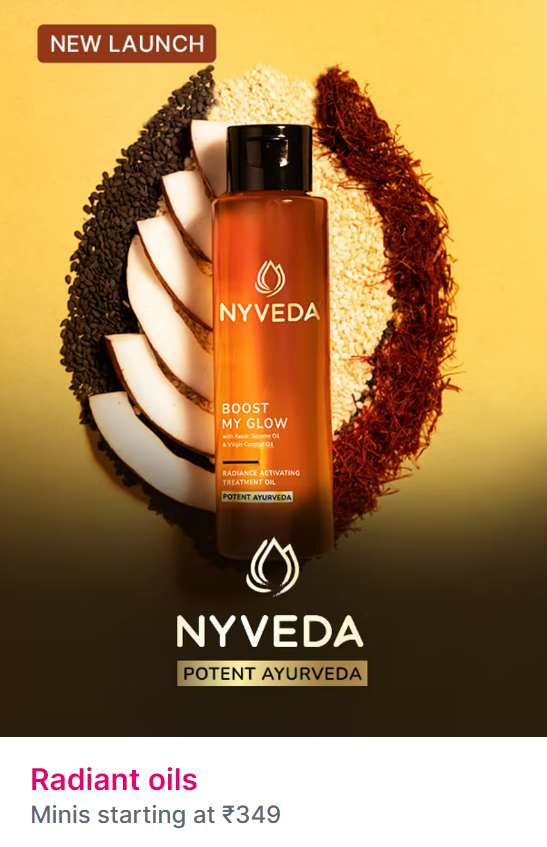 NEW LAUNCH
NYVEDA
BOOST
MY GLOW
with Kesar, Sesame Oil
& Virgin Coconut Oil
RADIANCE ACTIVATING
TREATMENT OIL
POTENT AYURVEDA
NYVEDA
POTENT AYURVEDA
Radiant oils
Minis starting at ₹349